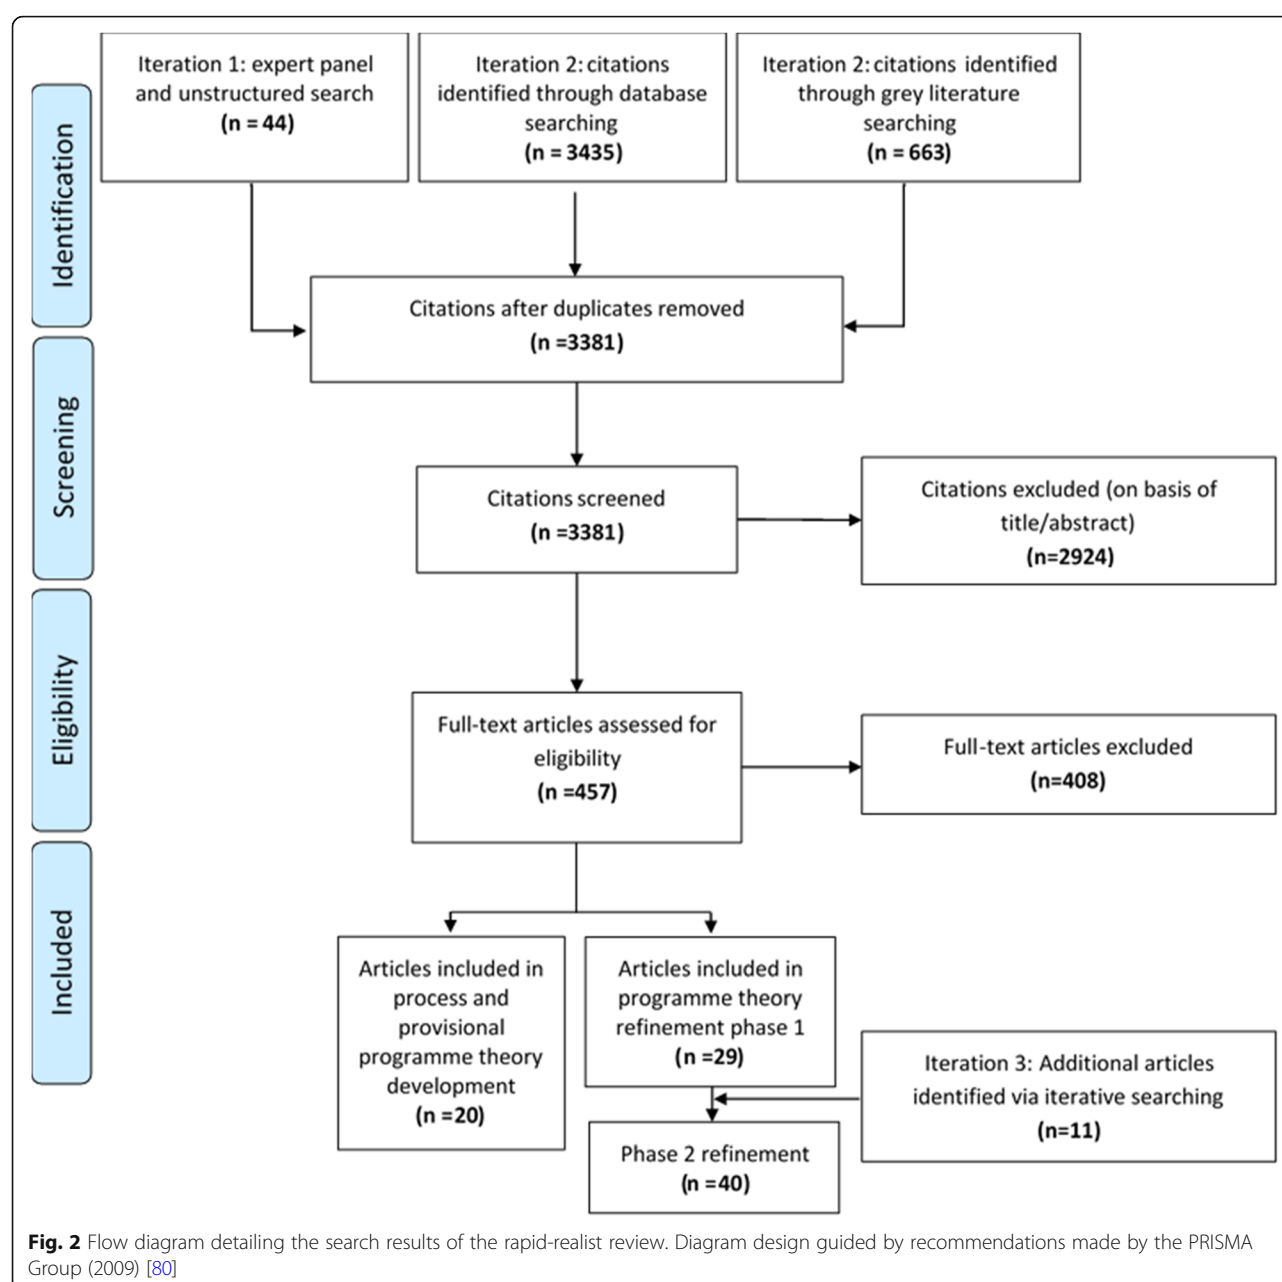 Iteration 1: expert panel
and unstructured search
(n = 44)
Iteration 2: citations
identified through database
searching
(n = 3435)
Iteration 2: citations identified
through grey literature
searching
(n = 663)
Identification
Citations after duplicates removed
(n =3381)
Screening
Citations screened
(n =3381)
Citations excluded (on basis of
title/abstract)
(n=2924)
Eligibility
Full-text articles assessed for
eligibility
(n =457)
Full-text articles excluded
(n=408)
Included
Articles included in
process and
provisional
programme theory
development
(n =20)
Articles included in
programme theory
refinement phase 1
(n =29)
Iteration 3: Additional articles
identified via iterative searching
(n=11)
Phase 2 refinement
(n =40)
Fig. 2 Flow diagram detailing the search results of the rapid-realist review. Diagram design guided by recommendations made by the PRISMA
Group (2009) [80]